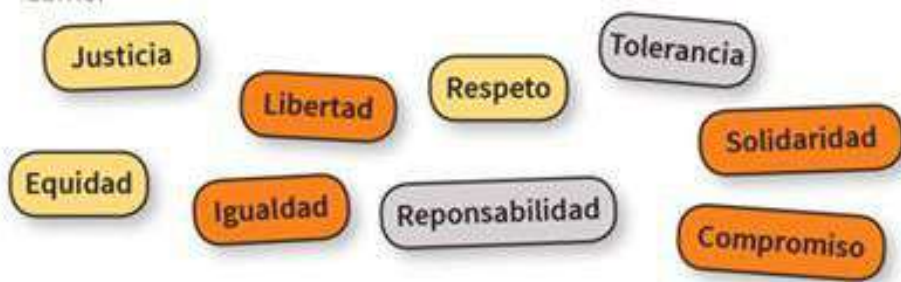 Justicia
Libertad
Respeto
Tolerancia
Solidaridad
Equidad
Igualdad
Reponsabilidad
Compromiso